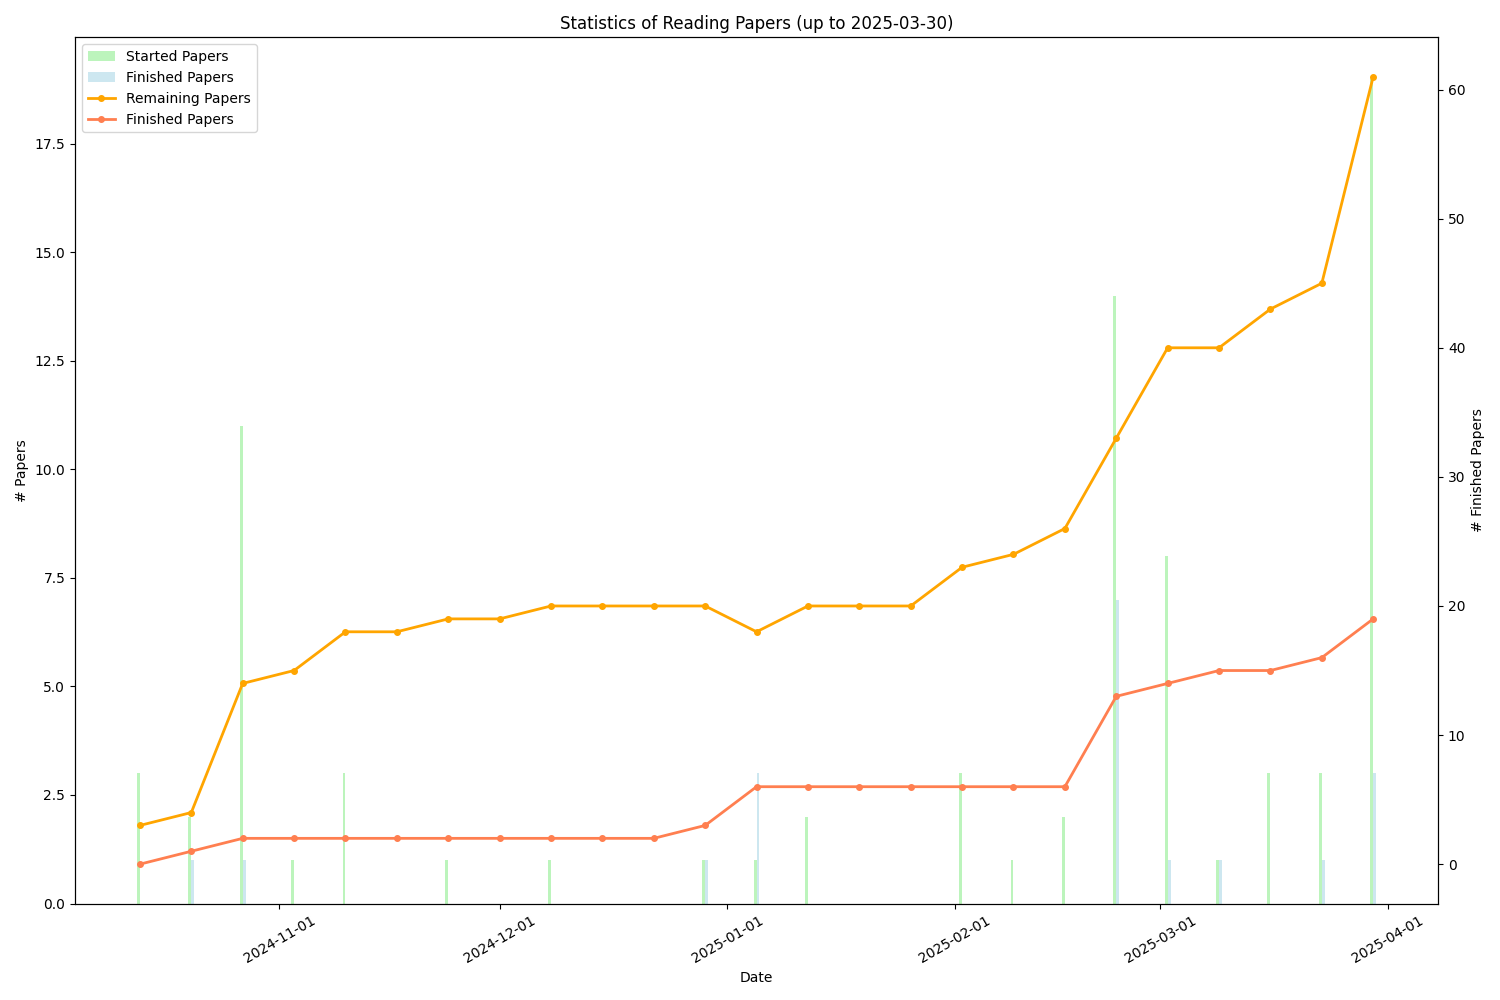 Statistics of Reading Papers (up to 2025-03-30)
Started Papers
Finished Papers
Remaining Papers
Finished Papers
# Papers
17.5
15.0
12.5
10.0
7.5
5.0
2.5
0.0
60
50
40
30
20
10
0
# Finished Papers
2024-11-01
2024-12-01
2025-01-01
2025-02-01
2025-03-01
2025-04-01
Date